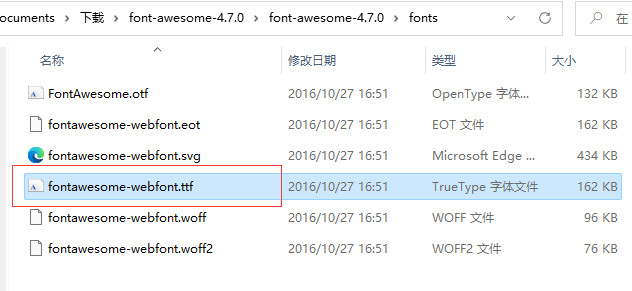 ocuments > 下载 > font-awesome-4.7.0 > font-awesome-4.7.0 > fonts 在
名称 修改日期 类型 大小
FontAwesome.otf 2016/10/27 16:51 OpenType 字体... 132 KB
fontawesome-webfont.eot 2016/10/27 16:51 EOT 文件 162 KB
fontawesome-webfont.svg 2016/10/27 16:51 Microsoft Edge ... 434 KB
fontawesome-webfont.ttf 2016/10/27 16:51 TrueType 字体文件 162 KB
fontawesome-webfont.woff 2016/10/27 16:51 WOFF 文件 96 KB
fontawesome-webfont.woff2 2016/10/27 16:51 WOFF2 文件 76 KB